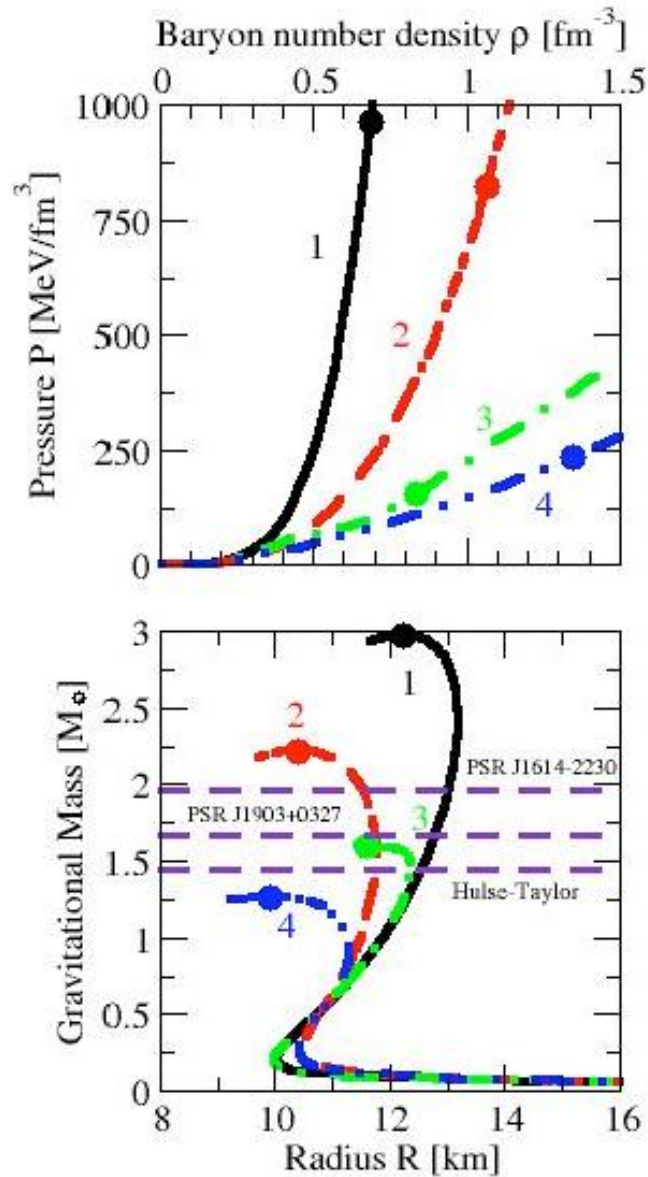 Baryon number density ρ [fm⁻³]
0 0.5 1 1.5
1000
750
500
250
0
Pressure P [MeV/fm³]
1
2
3
4
3
2.5
2
1.5
1
0.5
0
Gravitational Mass [M☉]
1
2
PSR J1614-2230
PSR J1903+0327
3
Hulse-Taylor
4
8 10 12 14 16
Radius R [km]